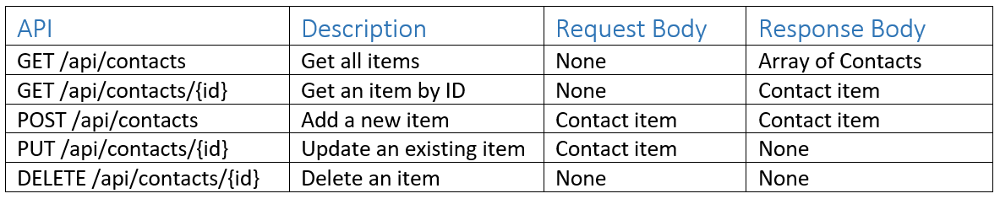 API Description Request Body Response Body
GET /api/contacts Get all items None Array of Contacts
GET /api/contacts/{id} Get an item by ID None Contact item
POST /api/contacts Add a new item Contact item Contact item
PUT /api/contacts/{id} Update an existing item Contact item None
DELETE /api/contacts/{id} Delete an item None None